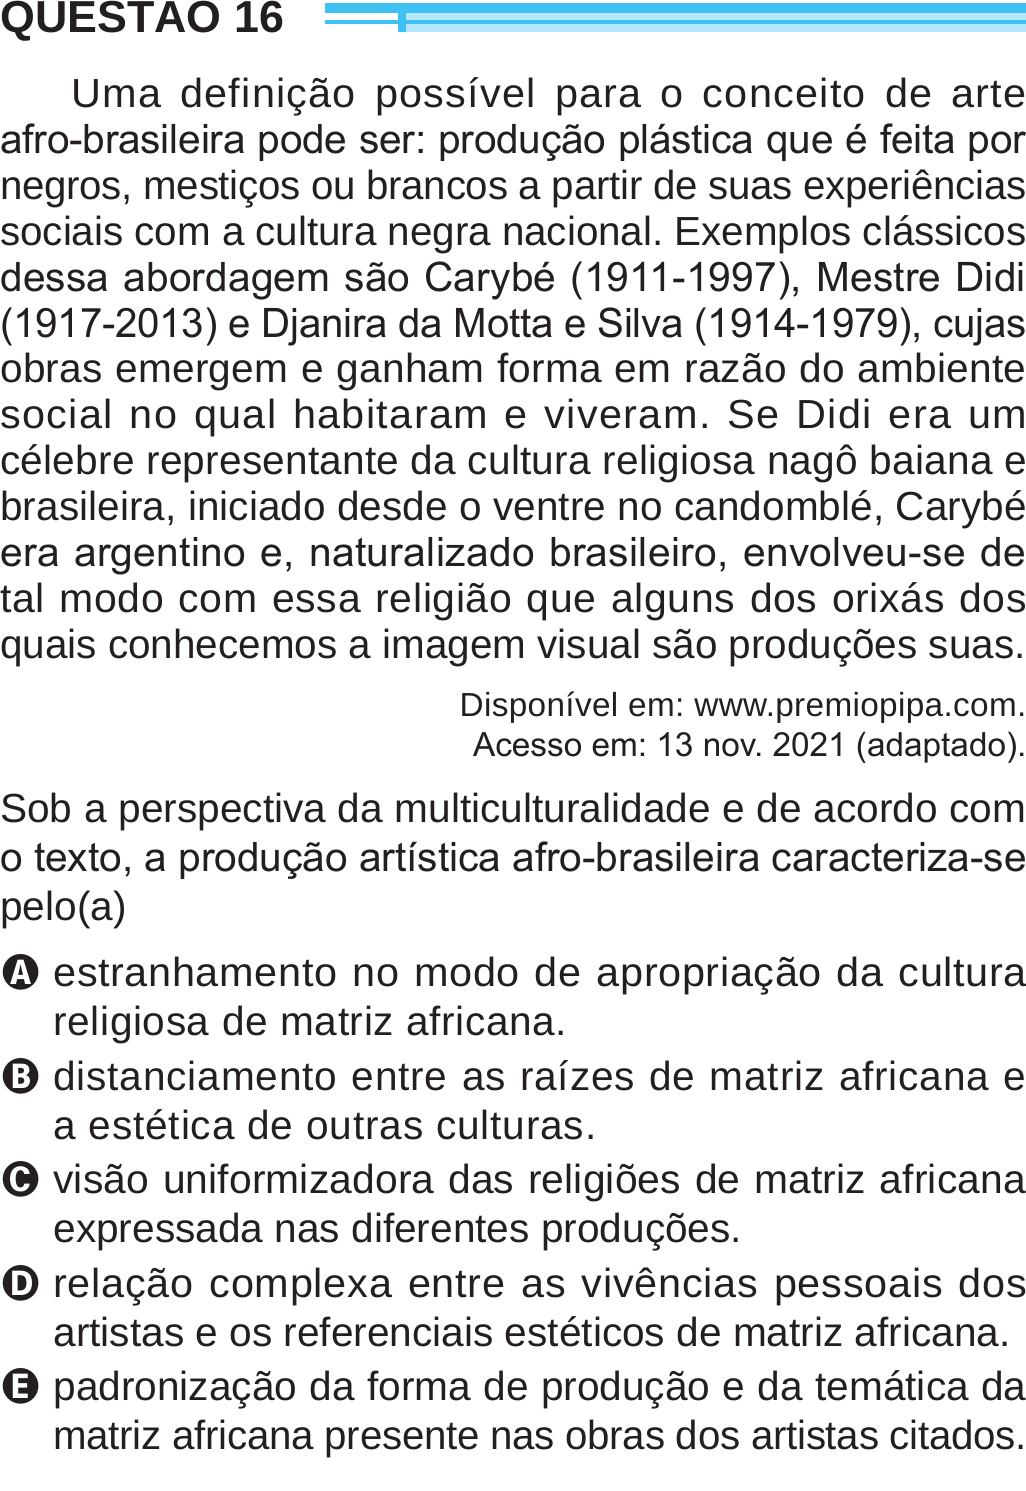 QUESTÃO 16
Uma definição possível para o conceito de arte
afro-brasileira pode ser: produção plástica que é feita por
negros, mestiços ou brancos a partir de suas experiências
sociais com a cultura negra nacional. Exemplos clássicos
dessa abordagem são Carybé (1911-1997), Mestre Didi
(1917-2013) e Djanira da Motta e Silva (1914-1979), cujas
obras emergem e ganham forma em razão do ambiente
social no qual habitaram e viveram. Se Didi era um
célebre representante da cultura religiosa nagô baiana e
brasileira, iniciado desde o ventre no candomblé, Carybé
era argentino e, naturalizado brasileiro, envolveu-se de
tal modo com essa religião que alguns dos orixás dos
quais conhecemos a imagem visual são produções suas.
Disponível em: www.premiopipa.com.
Acesso em: 13 nov. 2021 (adaptado).
Sob a perspectiva da multiculturalidade e de acordo com
o texto, a produção artística afro-brasileira caracteriza-se
pelo(a)
A estranhamento no modo de apropriação da cultura
religiosa de matriz africana.
B distanciamento entre as raízes de matriz africana e
a estética de outras culturas.
C visão uniformizadora das religiões de matriz africana
expressada nas diferentes produções.
D relação complexa entre as vivências pessoais dos
artistas e os referenciais estéticos de matriz africana.
E padronização da forma de produção e da temática da
matriz africana presente nas obras dos artistas citados.